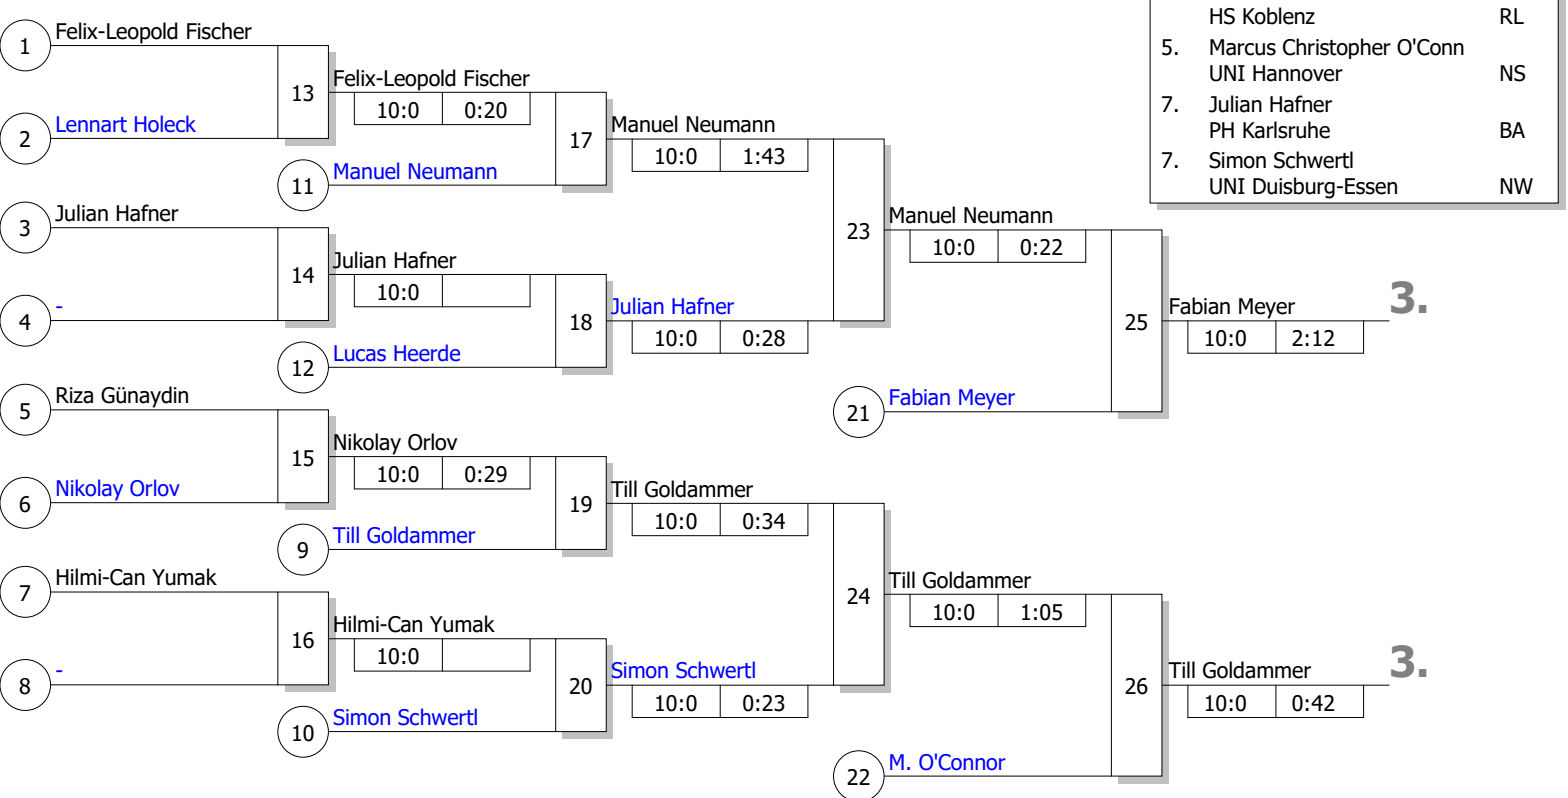 HS Koblenz RL
5. Marcus Christopher O'Conn
UNI Hannover NS
7. Julian Hafner
PH Karlsruhe BA
7. Simon Schwertl
UNI Duisburg-Essen NW
1 Felix-Leopold Fischer
13 Felix-Leopold Fischer
10:0 0:20
2 Lennart Holeck
17 Manuel Neumann
10:0 1:43
11 Manuel Neumann
3 Julian Hafner
23 Manuel Neumann
10:0 0:22
14 Julian Hafner
10:0
4 -
18 Julian Hafner
10:0 0:28
12 Lucas Heerde
25 Fabian Meyer 3.
10:0 2:12
5 Riza Günaydin
21 Fabian Meyer
15 Nikolay Orlov
10:0 0:29
6 Nikolay Orlov
19 Till Goldammer
10:0 0:34
9 Till Goldammer
7 Hilmi-Can Yumak
24 Till Goldammer
10:0 1:05
16 Hilmi-Can Yumak
10:0
8 -
20 Simon Schwertl
10:0 0:23
10 Simon Schwertl
26 Till Goldammer 3.
10:0 0:42
22 M. O'Connor